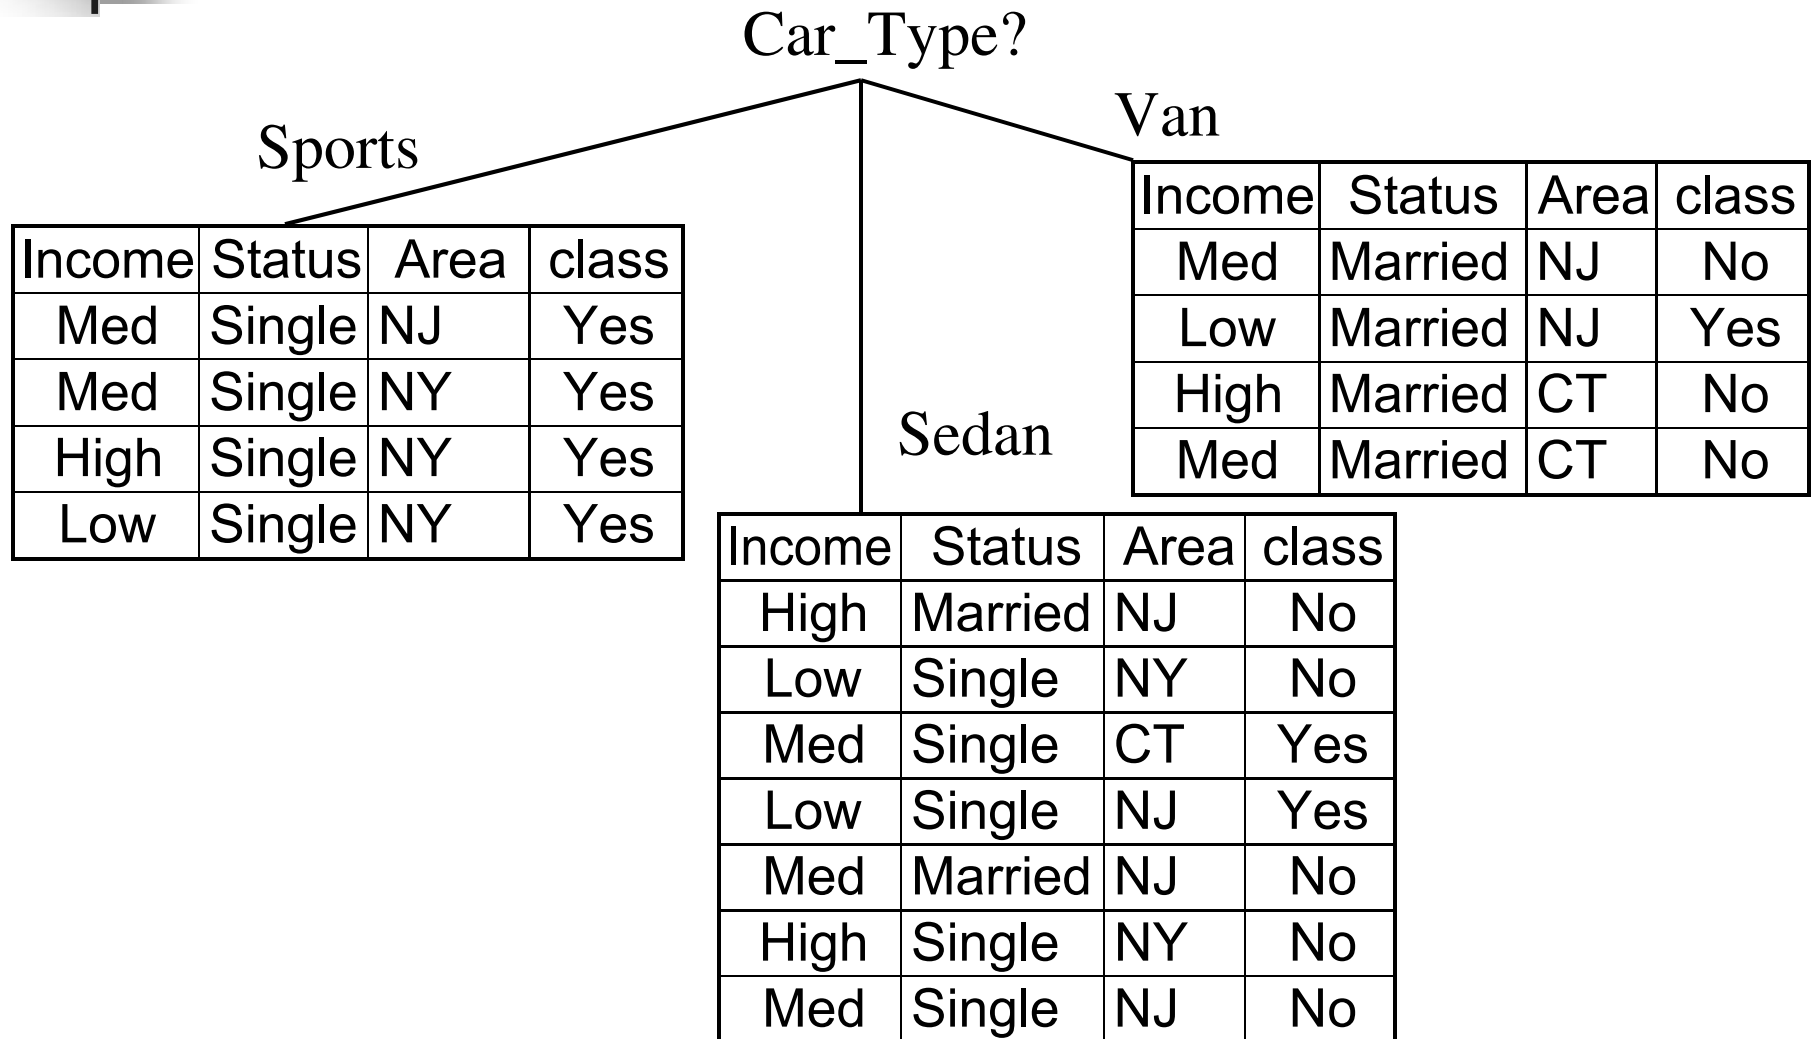 Car_Type?
Sports
Van
Sedan
Income Status Area class
Med Single NJ Yes
Med Single NY Yes
High Single NY Yes
Low Single NY Yes
Income Status Area class
High Married NJ No
Low Single NY No
Med Single CT Yes
Low Single NJ Yes
Med Married NJ No
High Single NY No
Med Single NJ No
Income Status Area class
Med Married NJ No
Low Married NJ Yes
High Married CT No
Med Married CT No